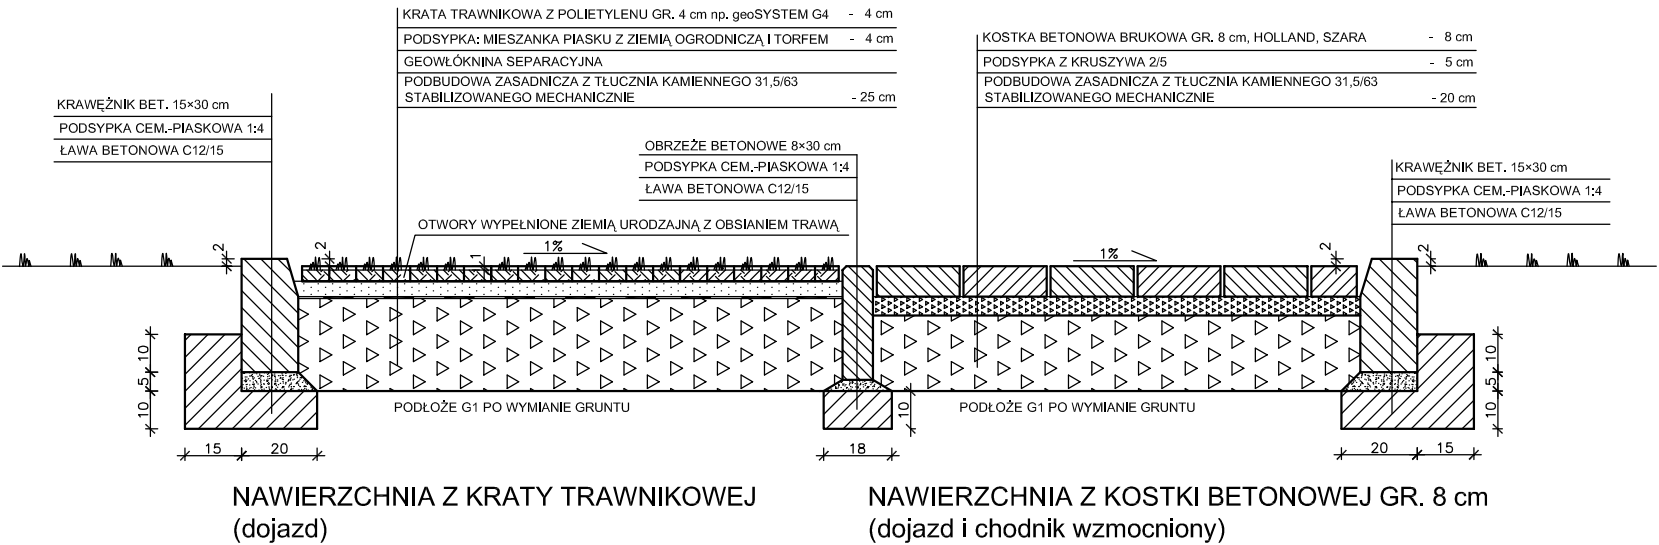 KRATA TRAWNIKOWA Z POLIETYLENU GR. 4 cm np. geoSYSTEM G4 - 4 cm
PODSYPKA: MIESZANKA PIASKU Z ZIEMIĄ OGRODNICZĄ I TORFEM - 4 cm
GEOWŁÓKNINA SEPARACYJNA
PODBUDOWA ZASADNICZA Z TŁUCZNIA KAMIENNEGO 31,5/63
STABILIZOWANEGO MECHANICZNIE - 25 cm
KOSTKA BETONOWA BRUKOWA GR. 8 cm, HOLLAND, SZARA - 8 cm
PODSYPKA Z KRUSZYWA 2/5 - 5 cm
PODBUDOWA ZASADNICZA Z TŁUCZNIA KAMIENNEGO 31,5/63
STABILIZOWANEGO MECHANICZNIE - 20 cm
KRAWĘŻNIK BET. 15×30 cm
PODSYPKA CEM.-PIASKOWA 1:4
ŁAWA BETONOWA C12/15
OBRZEŻE BETONOWE 8×30 cm
PODSYPKA CEM.-PIASKOWA 1:4
ŁAWA BETONOWA C12/15
KRAWĘŻNIK BET. 15×30 cm
PODSYPKA CEM.-PIASKOWA 1:4
ŁAWA BETONOWA C12/15
OTWORY WYPEŁNIONE ZIEMIĄ URODZAJNĄ Z OBSIANIEM TRAWĄ
2
2
1%
1
1%
2
2
10
5
10
10
10
5
10
PODŁOŻE G1 PO WYMIANIE GRUNTU
PODŁOŻE G1 PO WYMIANIE GRUNTU
15
20
18
20
15
NAWIERZCHNIA Z KRATY TRAWNIKOWEJ
(dojazd)
NAWIERZCHNIA Z KOSTKI BETONOWEJ GR. 8 cm
(dojazd i chodnik wzmocniony)